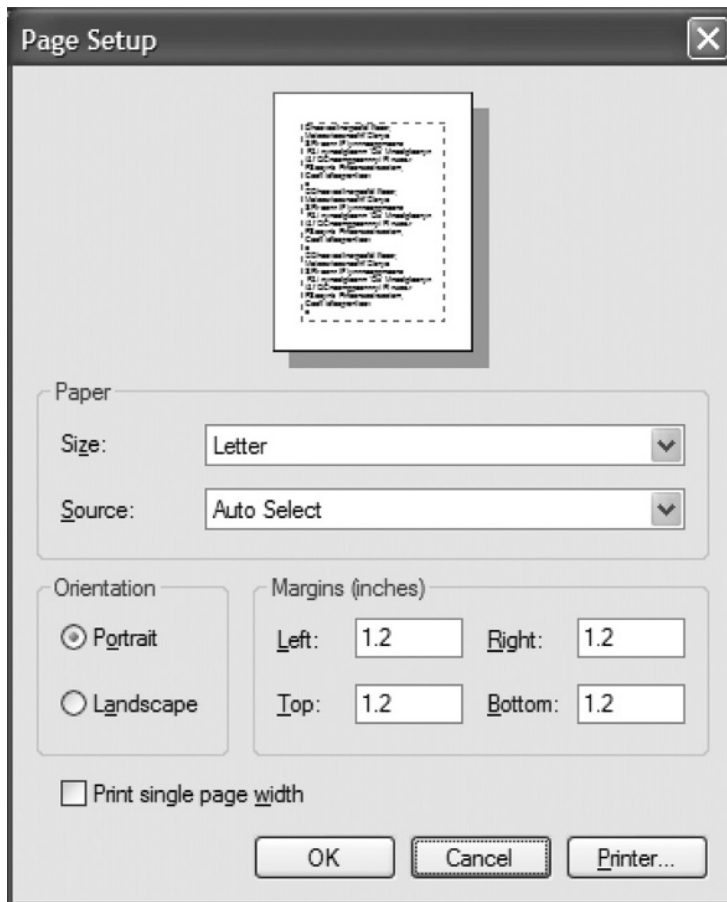 Page Setup
Paper
Size: Letter
Source: Auto Select
Orientation
Portrait
Landscape
Margins (inches)
Left: 1.2 Right: 1.2
Top: 1.2 Bottom: 1.2
Print single page width
OK Cancel Printer...